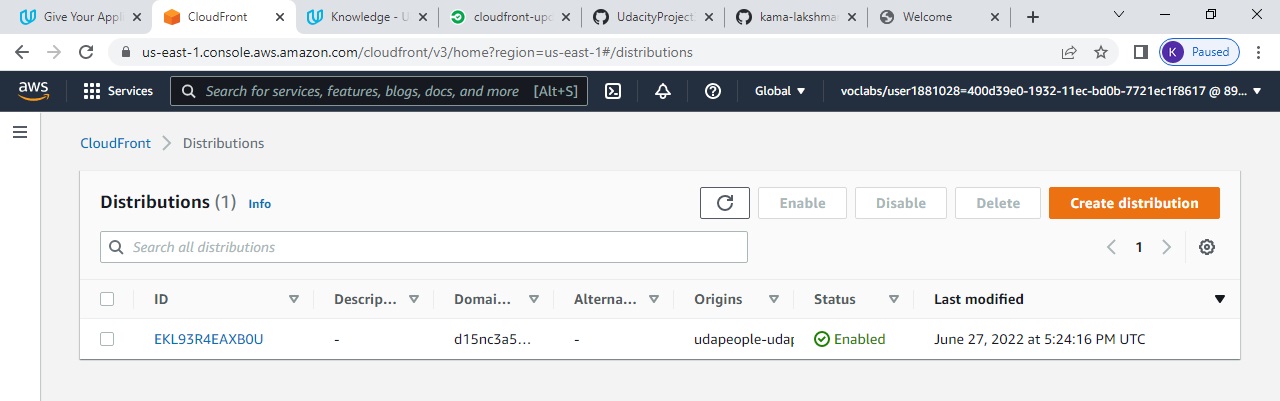 Give Your Appl
CloudFront
Knowledge - U
cloudfront-upd
UdacityProject
kama-lakshma
Welcome
us-east-1.console.aws.amazon.com/cloudfront/v3/home?region=us-east-1#/distributions
K Paused
aws
Services
Search for services, features, blogs, docs, and more [Alt+S]
Global
voclabs/user1881028=400d39e0-1932-11ec-bd0b-7721ec1f8617 @ 89...
CloudFront > Distributions
Distributions (1) Info
Enable
Disable
Delete
Create distribution
Search all distributions
1
ID Descrip... Domai... Alterna... Origins Status Last modified
EKL93R4EAXB0U - d15nc3a5... - udapeople-udap Enabled June 27, 2022 at 5:24:16 PM UTC